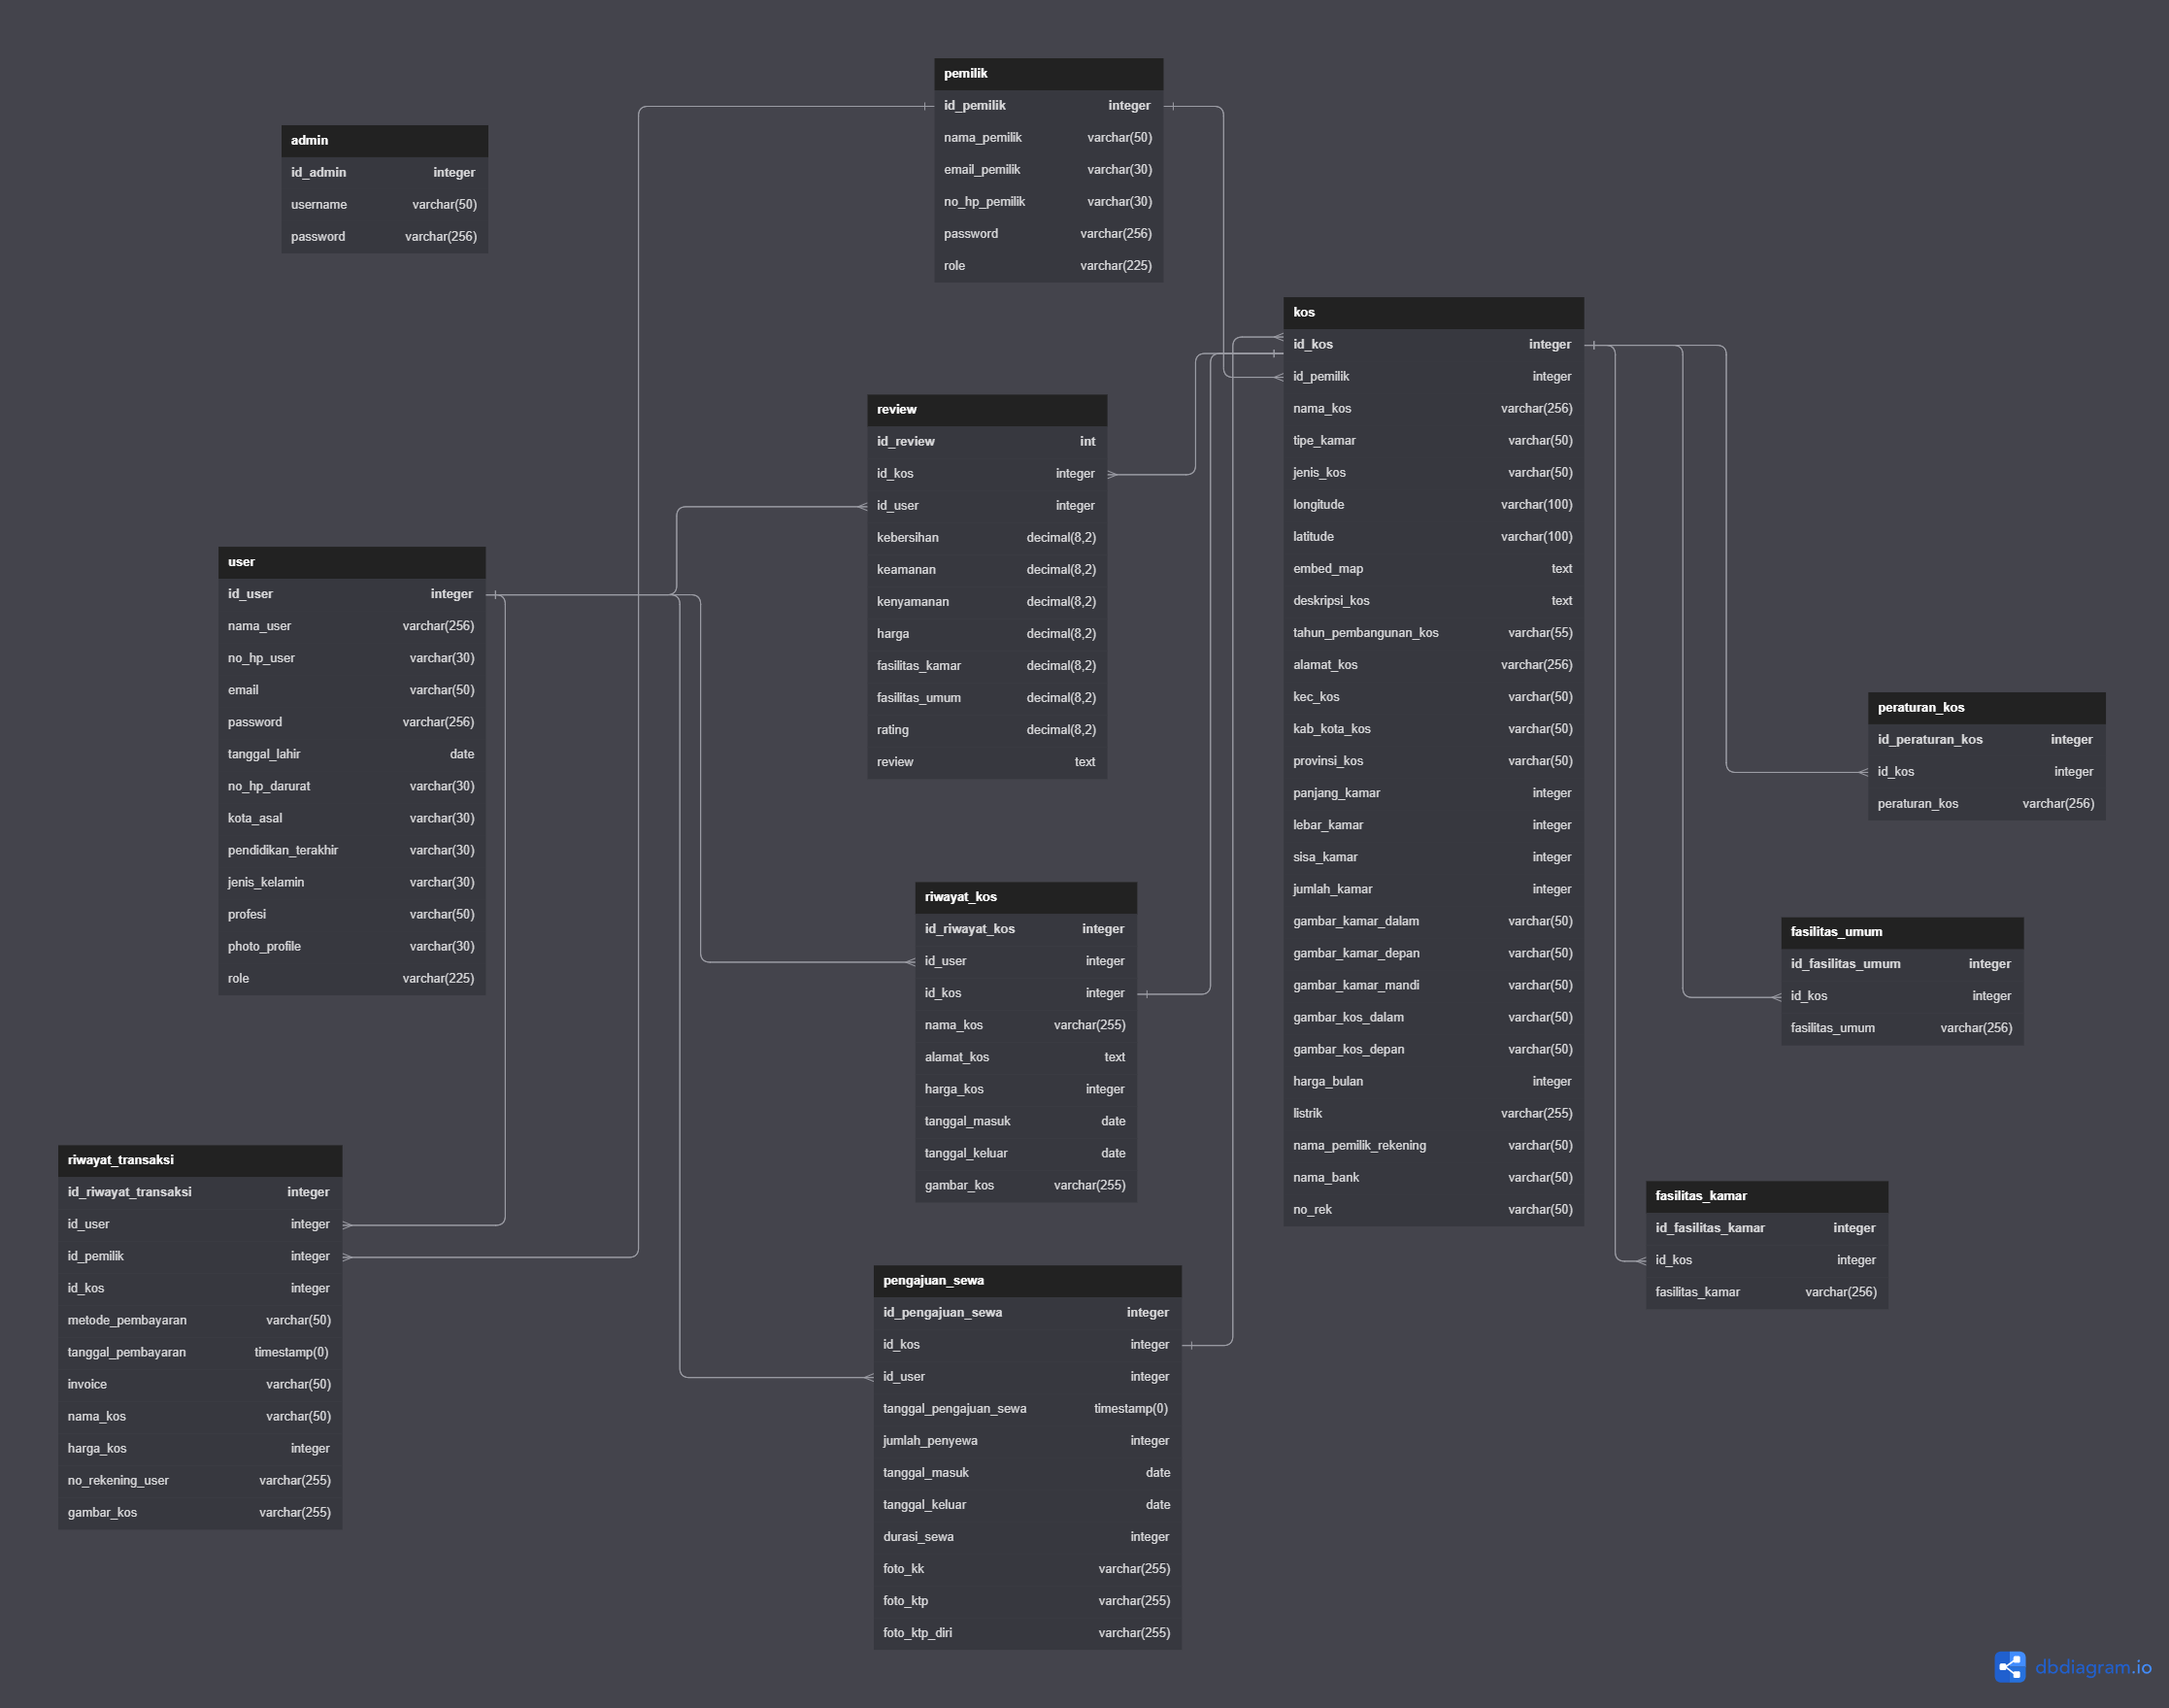 pemilik
id_pemilik integer
nama_pemilik varchar(50)
email_pemilik varchar(30)
no_hp_pemilik varchar(30)
password varchar(256)
role varchar(225)
admin
id_admin integer
username varchar(50)
password varchar(256)
kos
id_kos integer
id_pemilik integer
nama_kos varchar(256)
tipe_kamar varchar(50)
jenis_kos varchar(50)
longitude varchar(100)
latitude varchar(100)
embed_map text
deskripsi_kos text
tahun_pembangunan_kos varchar(55)
alamat_kos varchar(256)
kec_kos varchar(50)
kab_kota_kos varchar(50)
provinsi_kos varchar(50)
panjang_kamar integer
lebar_kamar integer
sisa_kamar integer
jumlah_kamar integer
gambar_kamar_dalam varchar(50)
gambar_kamar_depan varchar(50)
gambar_kamar_mandi varchar(50)
gambar_kos_dalam varchar(50)
gambar_kos_depan varchar(50)
harga_bulan integer
listrik varchar(255)
nama_pemilik_rekening varchar(50)
nama_bank varchar(50)
no_rek varchar(50)
review
id_review int
id_kos integer
id_user integer
kebersihan decimal(8,2)
keamanan decimal(8,2)
kenyamanan decimal(8,2)
harga decimal(8,2)
fasilitas_kamar decimal(8,2)
fasilitas_umum decimal(8,2)
rating decimal(8,2)
review text
user
id_user integer
nama_user varchar(256)
no_hp_user varchar(30)
email varchar(50)
password varchar(256)
tanggal_lahir date
no_hp_darurat varchar(30)
kota_asal varchar(30)
pendidikan_terakhir varchar(30)
jenis_kelamin varchar(30)
profesi varchar(50)
photo_profile varchar(30)
role varchar(225)
peraturan_kos
id_peraturan_kos integer
id_kos integer
peraturan_kos varchar(256)
riwayat_kos
id_riwayat_kos integer
id_user integer
id_kos integer
nama_kos varchar(255)
alamat_kos text
harga_kos integer
tanggal_masuk date
tanggal_keluar date
gambar_kos varchar(255)
fasilitas_umum
id_fasilitas_umum integer
id_kos integer
fasilitas_umum varchar(256)
riwayat_transaksi
id_riwayat_transaksi integer
id_user integer
id_pemilik integer
id_kos integer
metode_pembayaran varchar(50)
tanggal_pembayaran timestamp(0)
invoice varchar(50)
nama_kos varchar(50)
harga_kos integer
no_rekening_user varchar(255)
gambar_kos varchar(255)
fasilitas_kamar
id_fasilitas_kamar integer
id_kos integer
fasilitas_kamar varchar(256)
pengajuan_sewa
id_pengajuan_sewa integer
id_kos integer
id_user integer
tanggal_pengajuan_sewa timestamp(0)
jumlah_penyewa integer
tanggal_masuk date
tanggal_keluar date
durasi_sewa integer
foto_kk varchar(255)
foto_ktp varchar(255)
foto_ktp_diri varchar(255)
dbdiagram.io